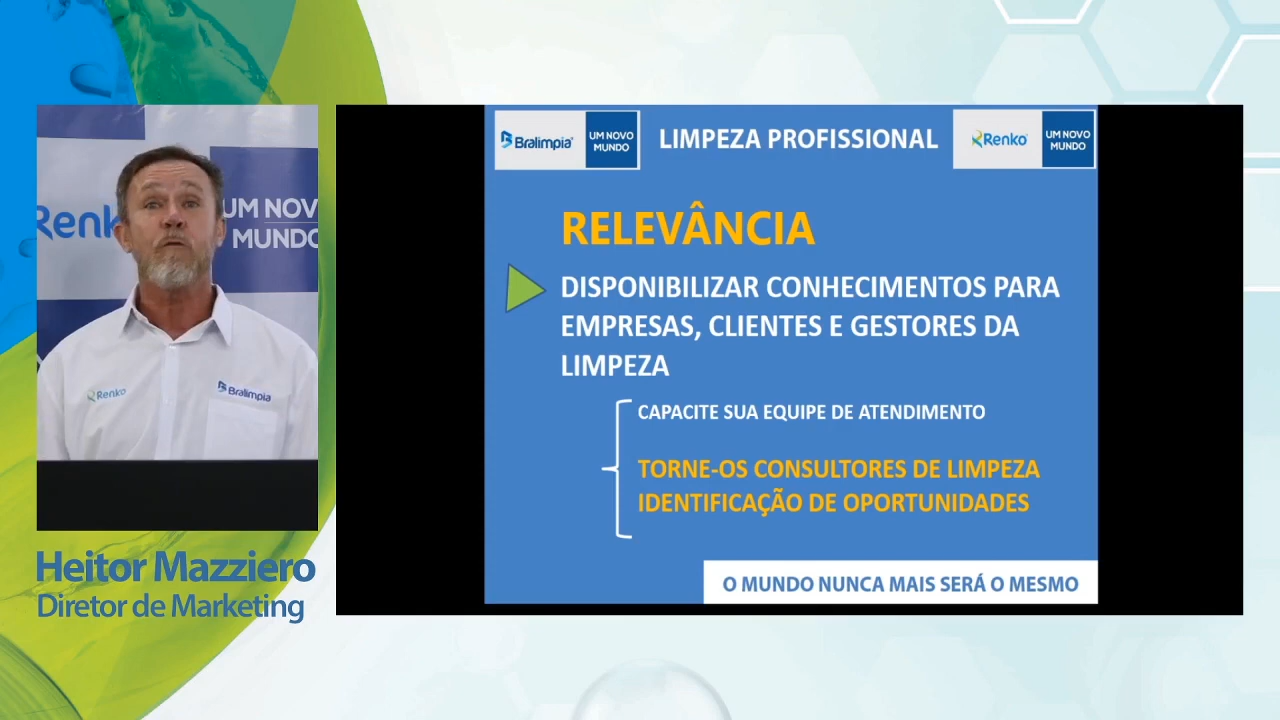 Renk
UM NOV
MUNDO
Renko
Bralimpia
Heitor Mazziero
Diretor de Marketing
Bralimpia
UM NOVO
MUNDO
LIMPEZA PROFISSIONAL
Renko
UM NOVO
MUNDO
RELEVÂNCIA
DISPONIBILIZAR CONHECIMENTOS PARA
EMPRESAS, CLIENTES E GESTORES DA
LIMPEZA
CAPACITE SUA EQUIPE DE ATENDIMENTO
TORNE-OS CONSULTORES DE LIMPEZA
IDENTIFICAÇÃO DE OPORTUNIDADES
O MUNDO NUNCA MAIS SERÁ O MESMO